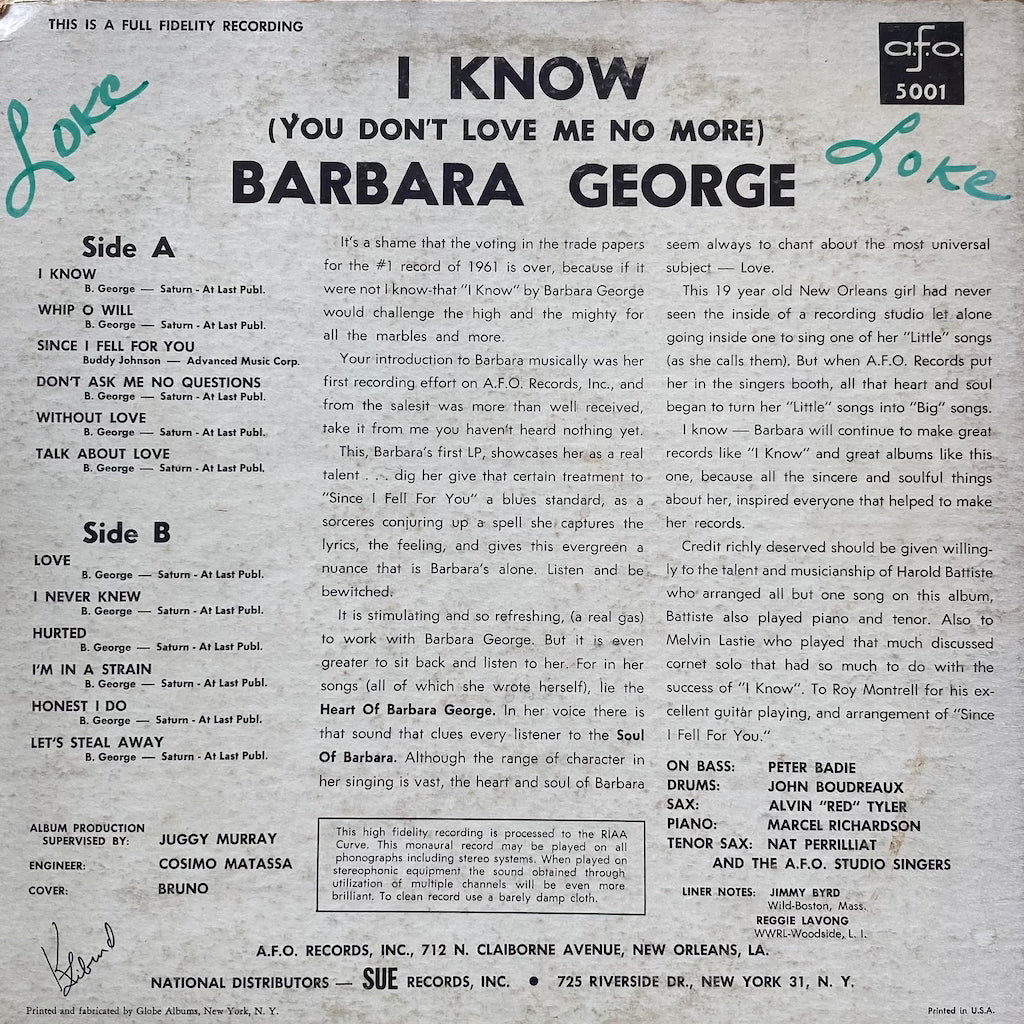 THIS IS A FULL FIDELITY RECORDING
a.f.o.
5001
I KNOW
(YOU DON'T LOVE ME NO MORE)
BARBARA GEORGE
Loke
Loke
Side A
I KNOW
B. George — Saturn - At Last Publ.
WHIP O WILL
B. George — Saturn - At Last Publ.
SINCE I FELL FOR YOU
Buddy Johnson — Advanced Music Corp.
DON'T ASK ME NO QUESTIONS
B. George — Saturn - At Last Publ.
WITHOUT LOVE
B. George — Saturn - At Last Publ.
TALK ABOUT LOVE
B. George — Saturn - At Last Publ.
Side B
LOVE
B. George — Saturn - At Last Publ.
I NEVER KNEW
B. George — Saturn - At Last Publ.
HURTED
B. George — Saturn - At Last Publ.
I'M IN A STRAIN
B. George — Saturn - At Last Publ.
HONEST I DO
B. George — Saturn - At Last Publ.
LET'S STEAL AWAY
B. George — Saturn - At Last Publ.
ALBUM PRODUCTION
SUPERVISED BY: JUGGY MURRAY
ENGINEER: COSIMO MATASSA
COVER: BRUNO
It's a shame that the voting in the trade papers
for the #1 record of 1961 is over, because if it
were not I know-that "I Know" by Barbara George
would challenge the high and the mighty for
all the marbles and more.
Your introduction to Barbara musically was her
first recording effort on A.F.O. Records, Inc., and
from the salesit was more than well received,
take it from me you haven't heard nothing yet.
This, Barbara's first LP, showcases her as a real
talent . . . dig her give that certain treatment to
"Since I Fell For You" a blues standard, as a
sorceres conjuring up a spell she captures the
lyrics, the feeling, and gives this evergreen a
nuance that is Barbara's alone. Listen and be
bewitched.
It is stimulating and so refreshing, (a real gas)
to work with Barbara George. But it is even
greater to sit back and listen to her. For in her
songs (all of which she wrote herself), lie the
Heart Of Barbara George. In her voice there is
that sound that clues every listener to the Soul
Of Barbara. Although the range of character in
her singing is vast, the heart and soul of Barbara
seem always to chant about the most universal
subject — Love.
This 19 year old New Orleans girl had never
seen the inside of a recording studio let alone
going inside one to sing one of her "Little" songs
(as she calls them). But when A.F.O. Records put
her in the singers booth, all that heart and soul
began to turn her "Little" songs into "Big" songs.
I know — Barbara will continue to make great
records like "I Know" and great albums like this
one, because all the sincere and soulful things
about her, inspired everyone that helped to make
her records.
Credit richly deserved should be given willing-
ly to the talent and musicianship of Harold Battiste
who arranged all but one song on this album,
Battiste also played piano and tenor. Also to
Melvin Lastie who played that much discussed
cornet solo that had so much to do with the
success of "I Know". To Roy Montrell for his ex-
cellent guitar playing, and arrangement of "Since
I Fell For You."
ON BASS: PETER BADIE
DRUMS: JOHN BOUDREAUX
SAX: ALVIN "RED" TYLER
PIANO: MARCEL RICHARDSON
TENOR SAX: NAT PERRILLIAT
AND THE A.F.O. STUDIO SINGERS
LINER NOTES: JIMMY BYRD
Wild-Boston, Mass.
REGGIE LAVONG
WWRL-Woodside, L. I.
This high fidelity recording is processed to the RIAA
Curve. This monaural record may be played on all
phonographs including stereo systems. When played on
stereophonic equipment the sound obtained through
utilization of multiple channels will be even more
brilliant. To clean record use a barely damp cloth.
A.F.O. RECORDS, INC., 712 N. CLAIBORNE AVENUE, NEW ORLEANS, LA.
NATIONAL DISTRIBUTORS — SUE RECORDS, INC. • 725 RIVERSIDE DR., NEW YORK 31, N. Y.
Printed and fabricated by Globe Albums, New York, N. Y.
Printed in U.S.A.